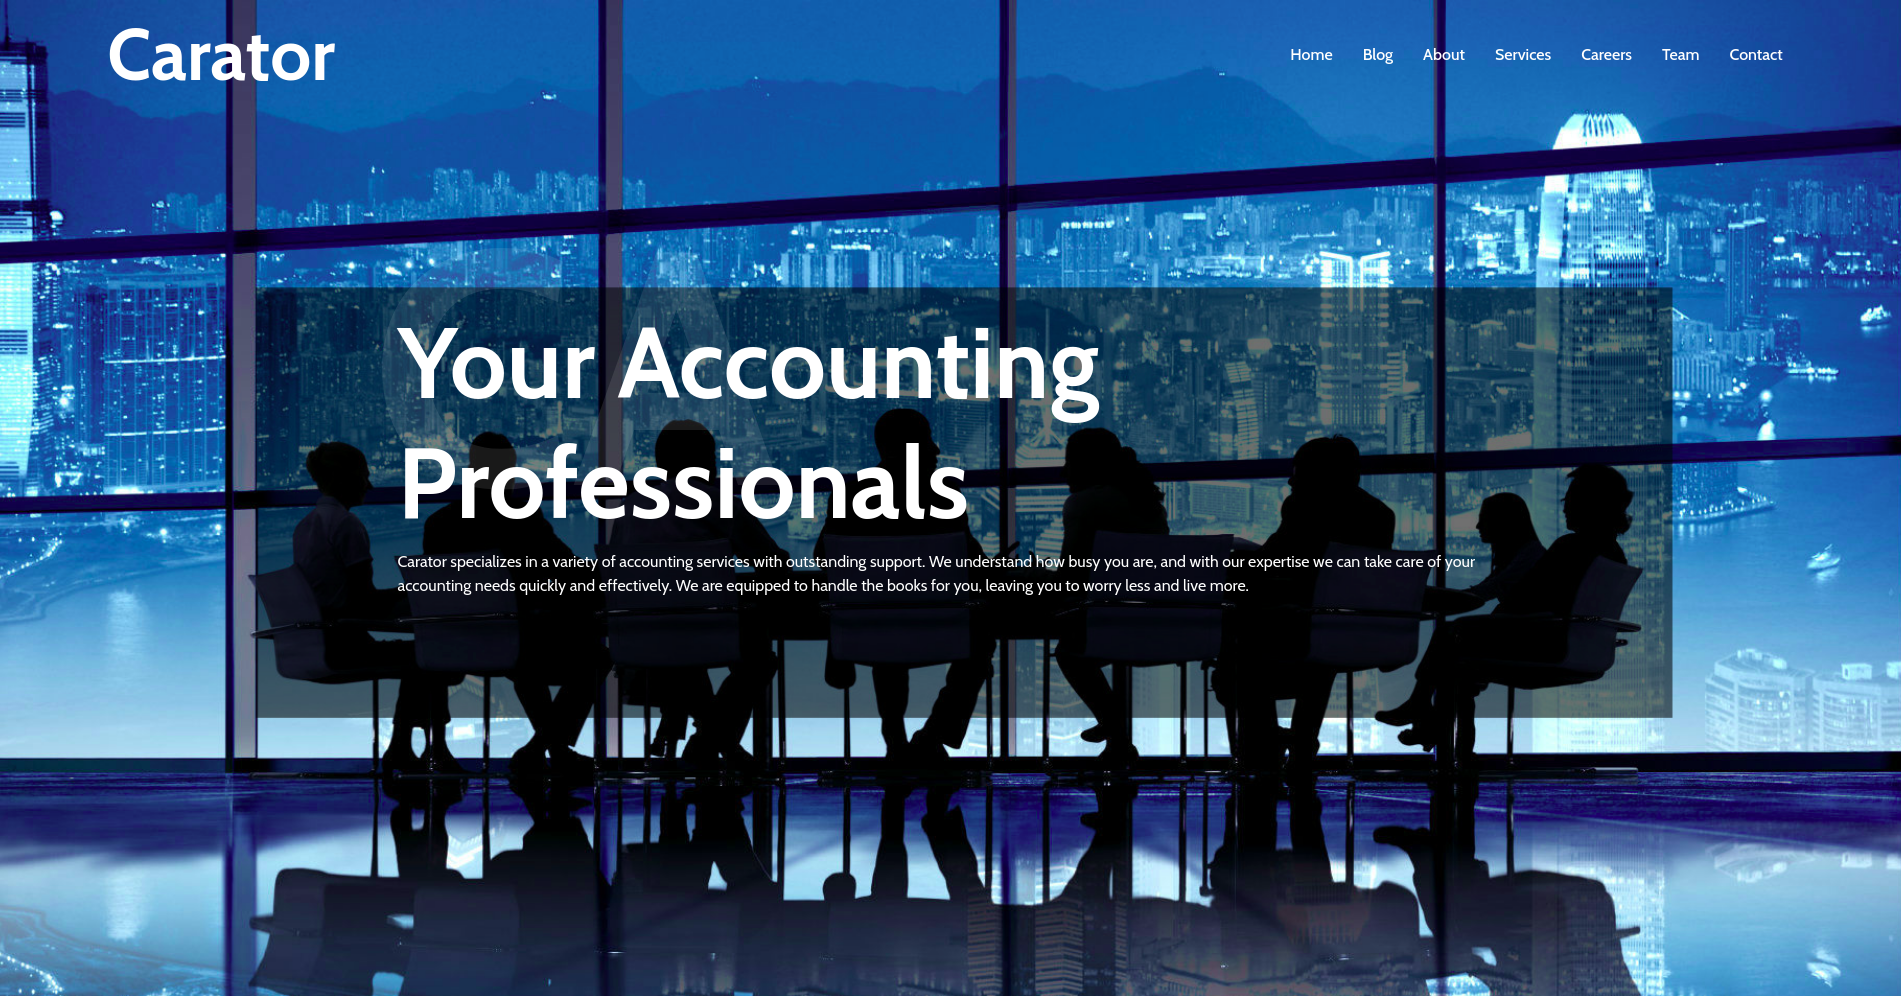 Carator
Home Blog About Services Careers Team Contact
CA
Your Accounting
Professionals
Carator specializes in a variety of accounting services with outstanding support. We understand how busy you are, and with our expertise we can take care of your
accounting needs quickly and effectively. We are equipped to handle the books for you, leaving you to worry less and live more.